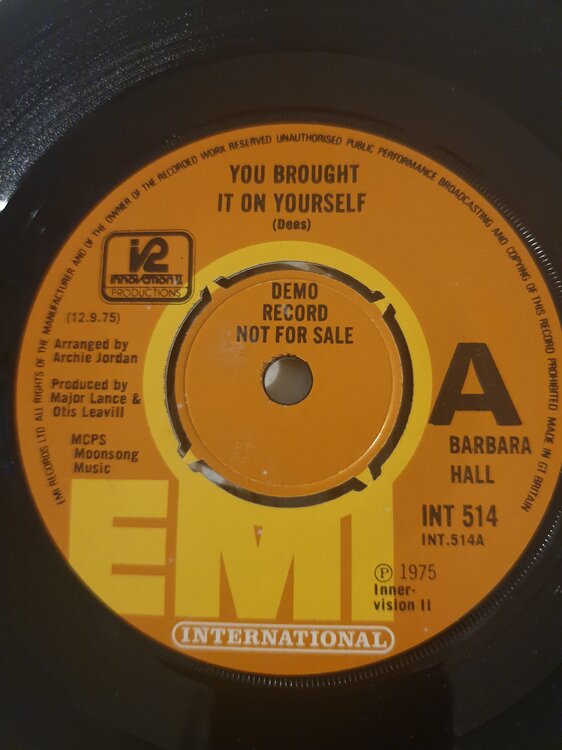 EMI RECORDS LTD ALL RIGHTS OF THE MANUFACTURER AND OF THE OWNER OF THE RECORDED WORK RESERVED UNAUTHORISED PUBLIC PERFORMANCE BROADCASTING AND COPYING OF THIS RECORD PROHIBITED MADE IN GT BRITAIN
YOU BROUGHT
IT ON YOURSELF
(Dees)
i2
innovation II
PRODUCTIONS
DEMO
RECORD
NOT FOR SALE
(12.9.75)
Arranged by
Archie Jordan
Produced by
Major Lance &
Otis Leavill
MCPS
Moonsong
Music
A
BARBARA
HALL
INT 514
INT.514A
EMI
Ⓟ 1975
Inner-
vision II
INTERNATIONAL